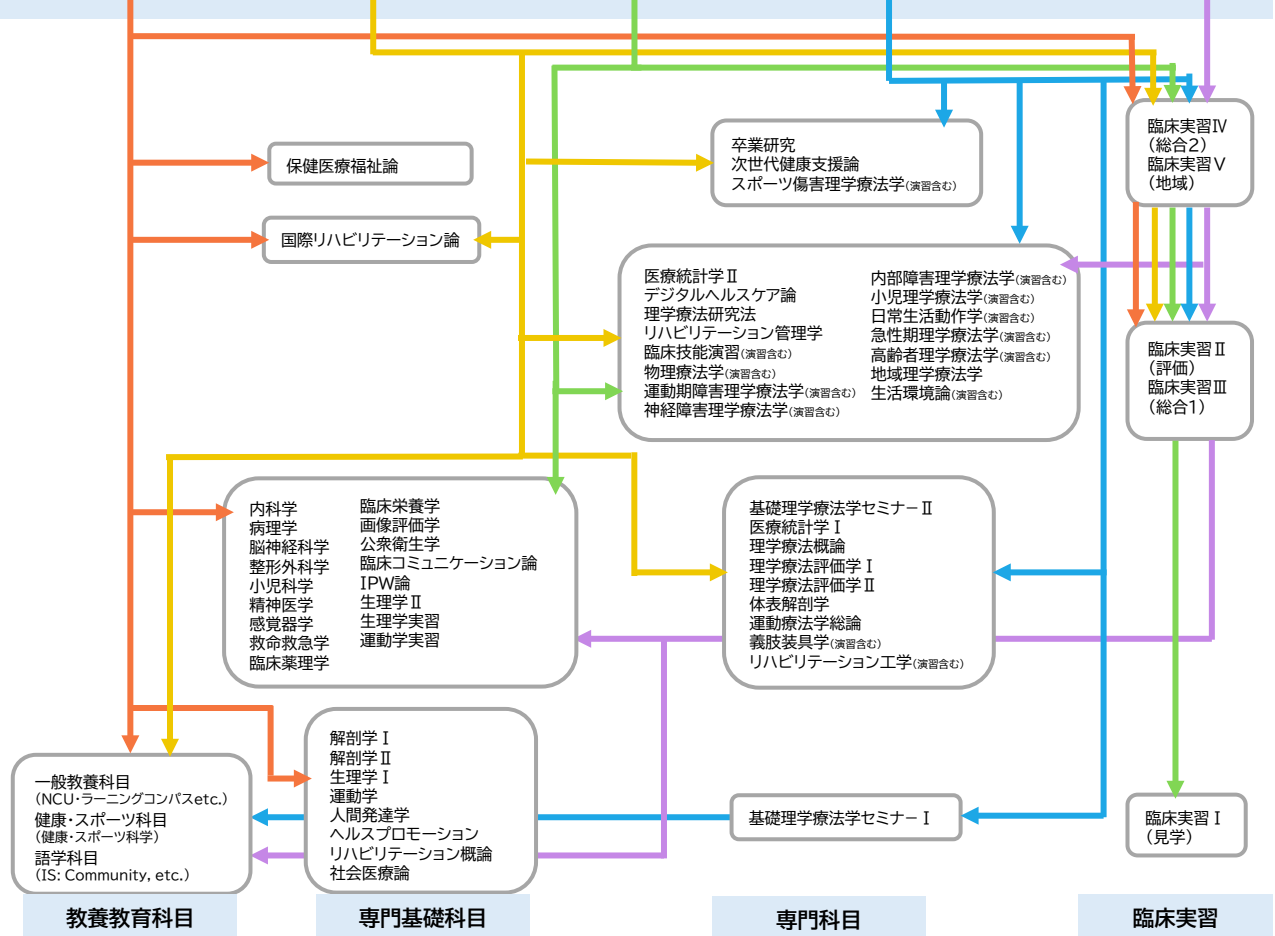 保健医療福祉論
国際リハビリテーション論
卒業研究
次世代健康支援論
スポーツ傷害理学療法学(演習含む)
臨床実習Ⅳ
(総合2)
臨床実習Ⅴ
(地域)
医療統計学Ⅱ
デジタルヘルスケア論
理学療法研究法
リハビリテーション管理学
臨床技能演習(演習含む)
物理療法学(演習含む)
運動期障害理学療法学(演習含む)
神経障害理学療法学(演習含む)
内部障害理学療法学(演習含む)
小児理学療法学(演習含む)
日常生活動作学(演習含む)
急性期理学療法学(演習含む)
高齢者理学療法学(演習含む)
地域理学療法学
生活環境論(演習含む)
臨床実習Ⅱ
(評価)
臨床実習Ⅲ
(総合1)
内科学
病理学
脳神経科学
整形外科学
小児科学
精神医学
感覚器学
救命救急学
臨床薬理学
臨床栄養学
画像評価学
公衆衛生学
臨床コミュニケーション論
IPW論
生理学Ⅱ
生理学実習
運動学実習
基礎理学療法学セミナーⅡ
医療統計学Ⅰ
理学療法概論
理学療法評価学Ⅰ
理学療法評価学Ⅱ
体表解剖学
運動療法学総論
義肢装具学(演習含む)
リハビリテーション工学(演習含む)
一般教養科目
(NCU・ラーニングコンパスetc.)
健康・スポーツ科目
(健康・スポーツ科学)
語学科目
(IS: Community, etc.)
解剖学Ⅰ
解剖学Ⅱ
生理学Ⅰ
運動学
人間発達学
ヘルスプロモーション
リハビリテーション概論
社会医療論
基礎理学療法学セミナーⅠ
臨床実習Ⅰ
(見学)
教養教育科目
専門基礎科目
専門科目
臨床実習